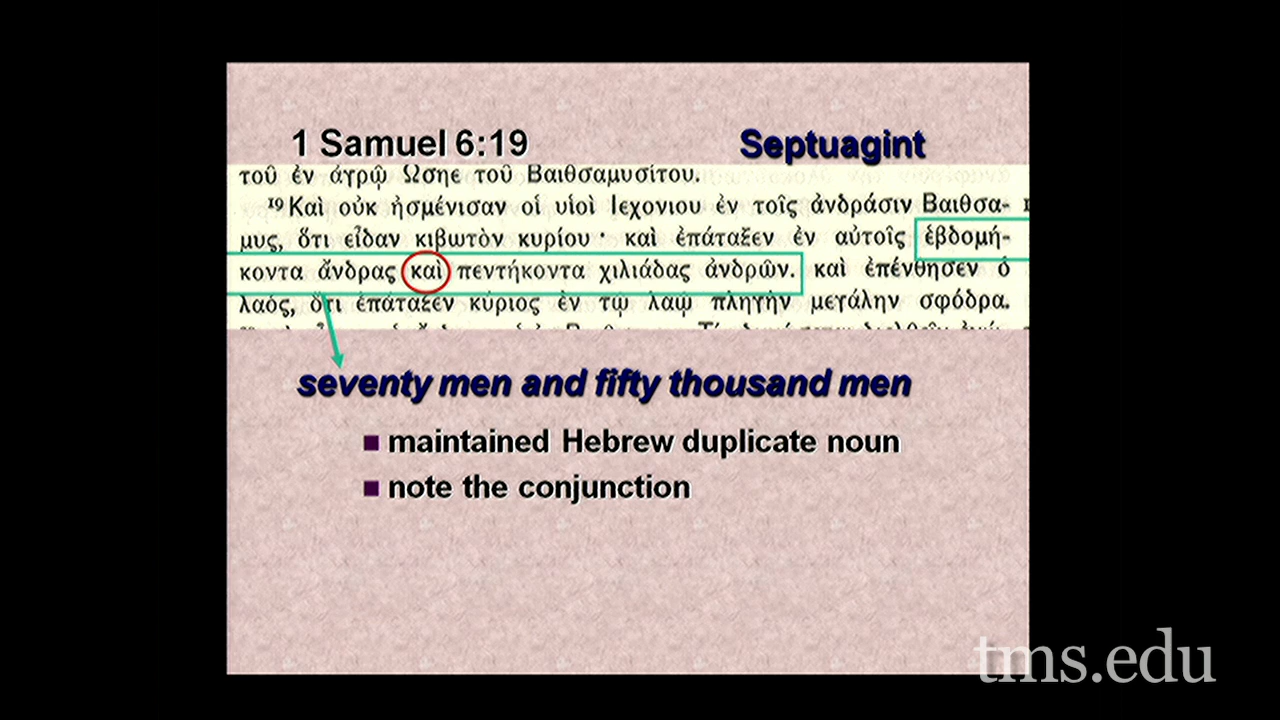 1 Samuel 6:19
Septuagint
τοῦ ἐν ἀγρῷ Ωσηε τοῦ Βαιθσαμυσίτου.
¹⁹Καὶ οὐκ ἠσμένισαν οἱ υἱοὶ Ιεχονιου ἐν τοῖς ἀνδράσιν Βαιθσα-
μυς, ὅτι εἶδαν κιβωτὸν κυρίου· καὶ ἐπάταξεν ἐν αὐτοῖς ἑβδομή-
κοντα ἄνδρας καὶ πεντήκοντα χιλιάδας ἀνδρῶν. καὶ ἐπένθησεν ὁ
λαός, ὅτι ἐπάταξεν κύριος ἐν τῷ λαῷ πληγὴν μεγάλην σφόδρα.
seventy men and fifty thousand men
■ maintained Hebrew duplicate noun
■ note the conjunction
tms.edu